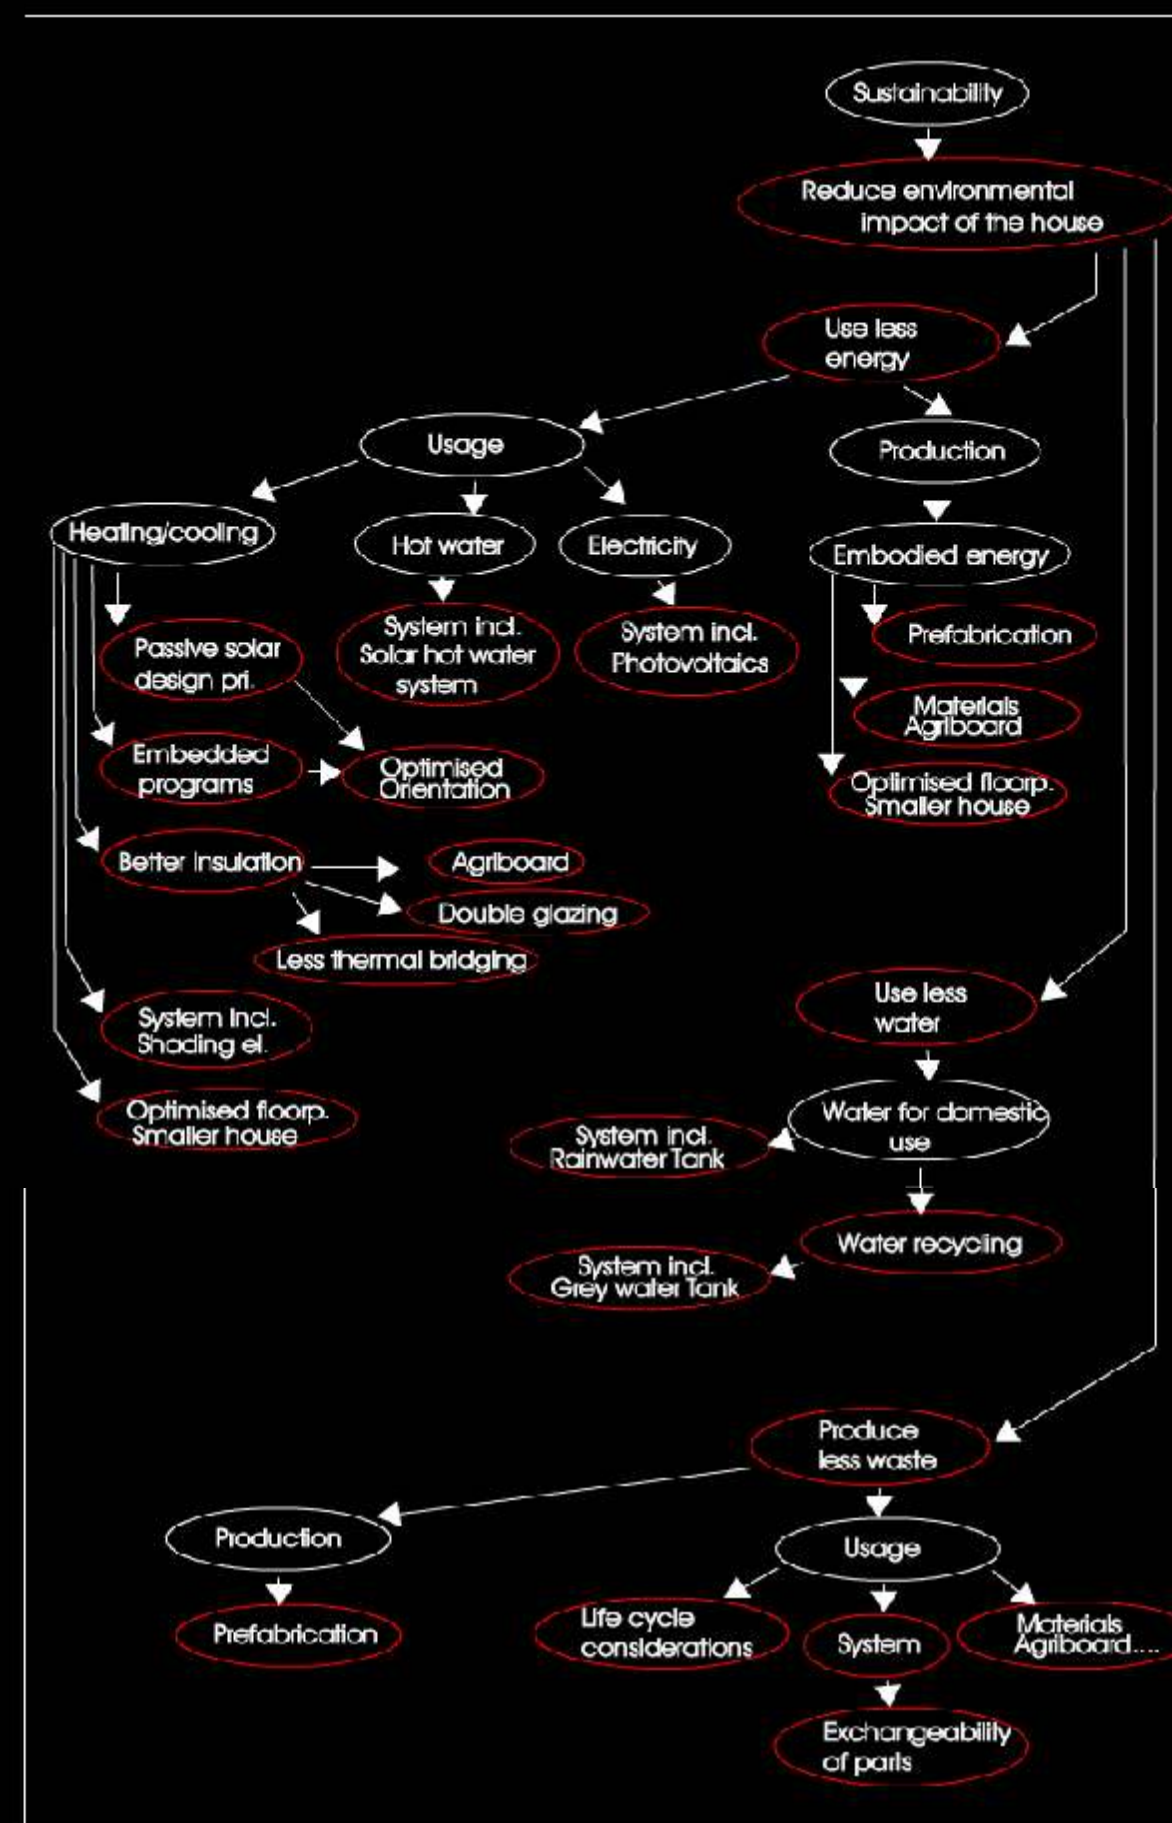 Sustainability
Reduce environmental
impact of the house
Use less
energy
Usage
Production
Heating/cooling
Hot water
Electricity
Embodied energy
System incl.
Solar hot water
system
System incl.
Photovoltaics
Prefabrication
Passive solar
design pri.
Materials
Agriboard
Embedded
programs
Optimised
Orientation
Optimised floorp.
Smaller house
Better insulation
Agriboard
Double glazing
Less thermal bridging
System incl.
Shading el.
Use less
water
Optimised floorp.
Smaller house
Water for domestic
use
System incl.
Rainwater Tank
Water recycling
System incl.
Grey water Tank
Produce
less waste
Production
Usage
Prefabrication
Life cycle
considerations
System
Materials
Agriboard....
Exchangeability
of parts